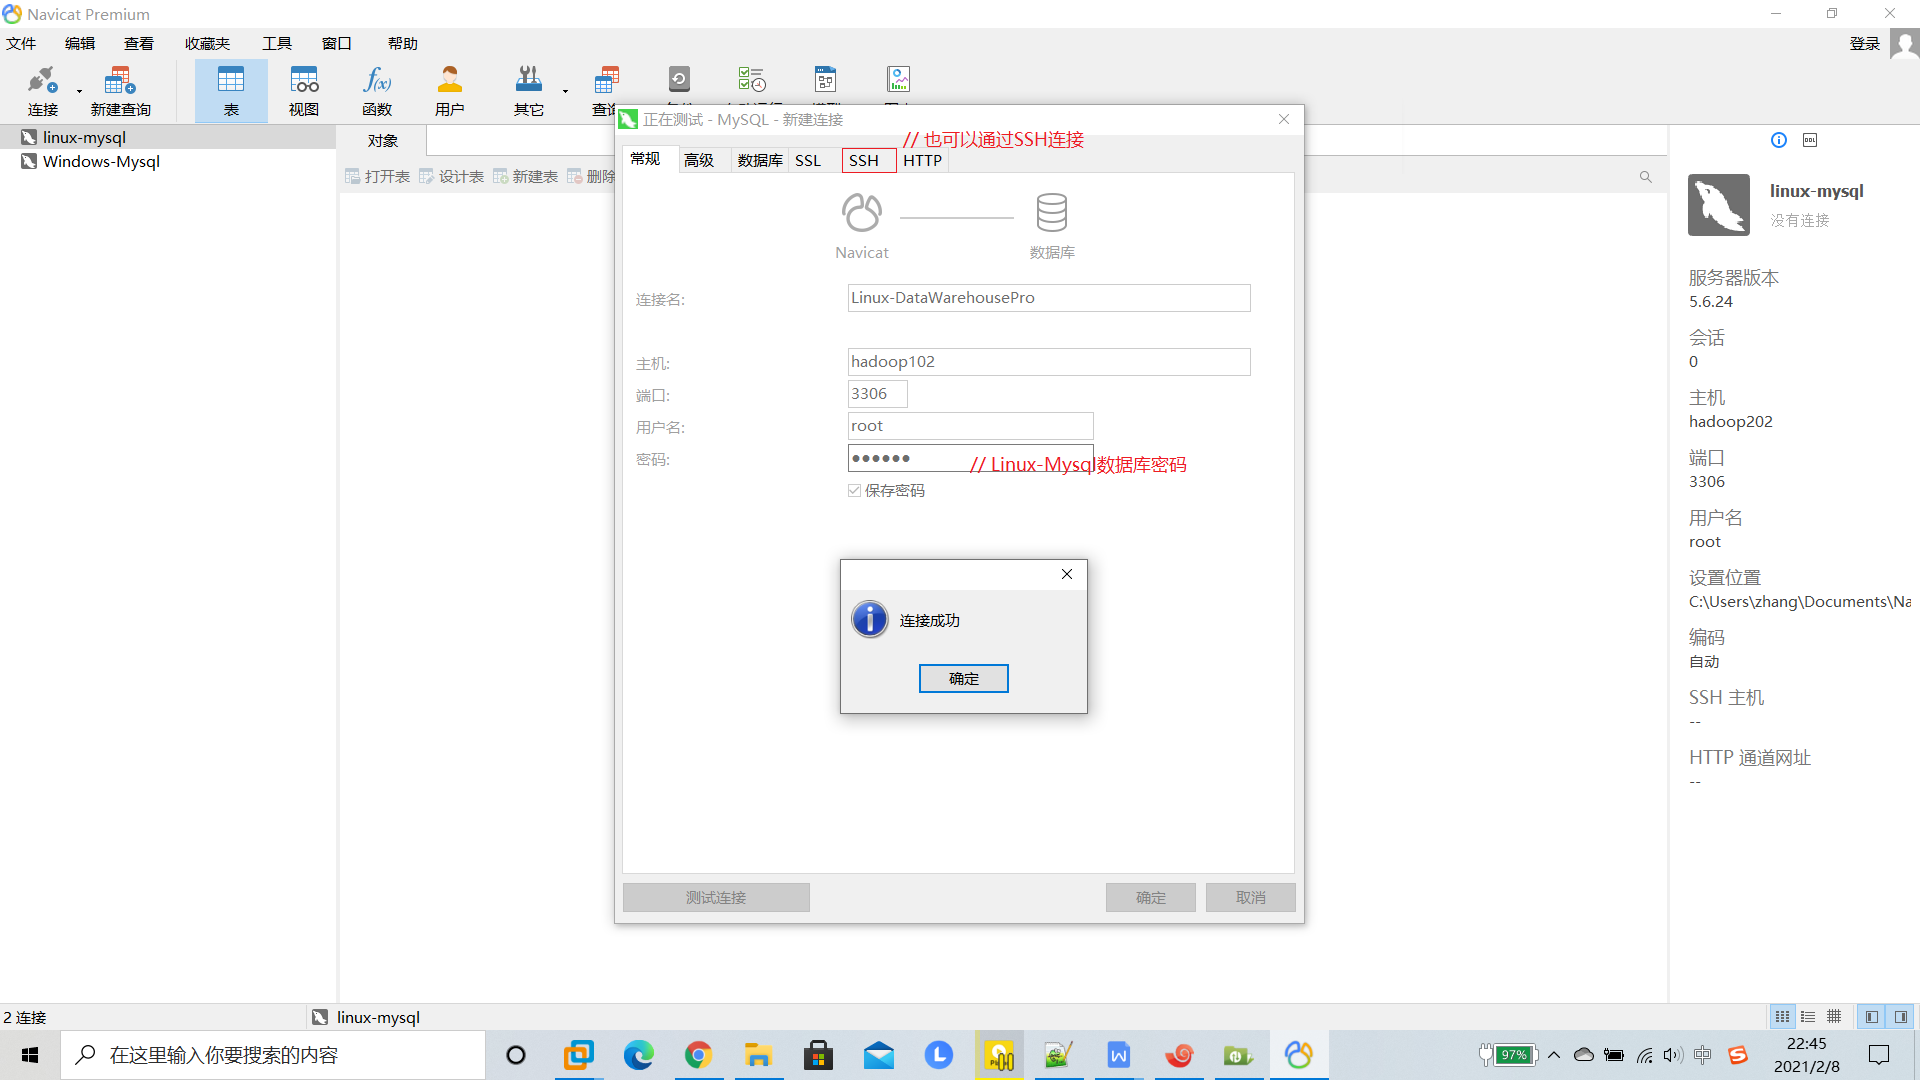 Navicat Premium
文件 编辑 查看 收藏夹 工具 窗口 帮助 登录
连接 新建查询 表 视图 函数 用户 其它
linux-mysql
Windows-Mysql
对象
打开表 设计表 新建表 删除
正在测试 - MySQL - 新建连接
// 也可以通过SSH连接
常规 高级 数据库 SSL SSH HTTP
Navicat 数据库
连接名: Linux-DataWarehousePro
主机: hadoop102
端口: 3306
用户名: root
密码: ●●●●●●
// Linux-Mysql数据库密码
保存密码
连接成功
确定
测试连接 确定 取消
linux-mysql
没有连接
服务器版本
5.6.24
会话
0
主机
hadoop202
端口
3306
用户名
root
设置位置
C:\Users\zhang\Documents\Na
编码
自动
SSH 主机
--
HTTP 通道网址
--
2 连接 linux-mysql
在这里输入你要搜索的内容
97%
中
22:45
2021/2/8